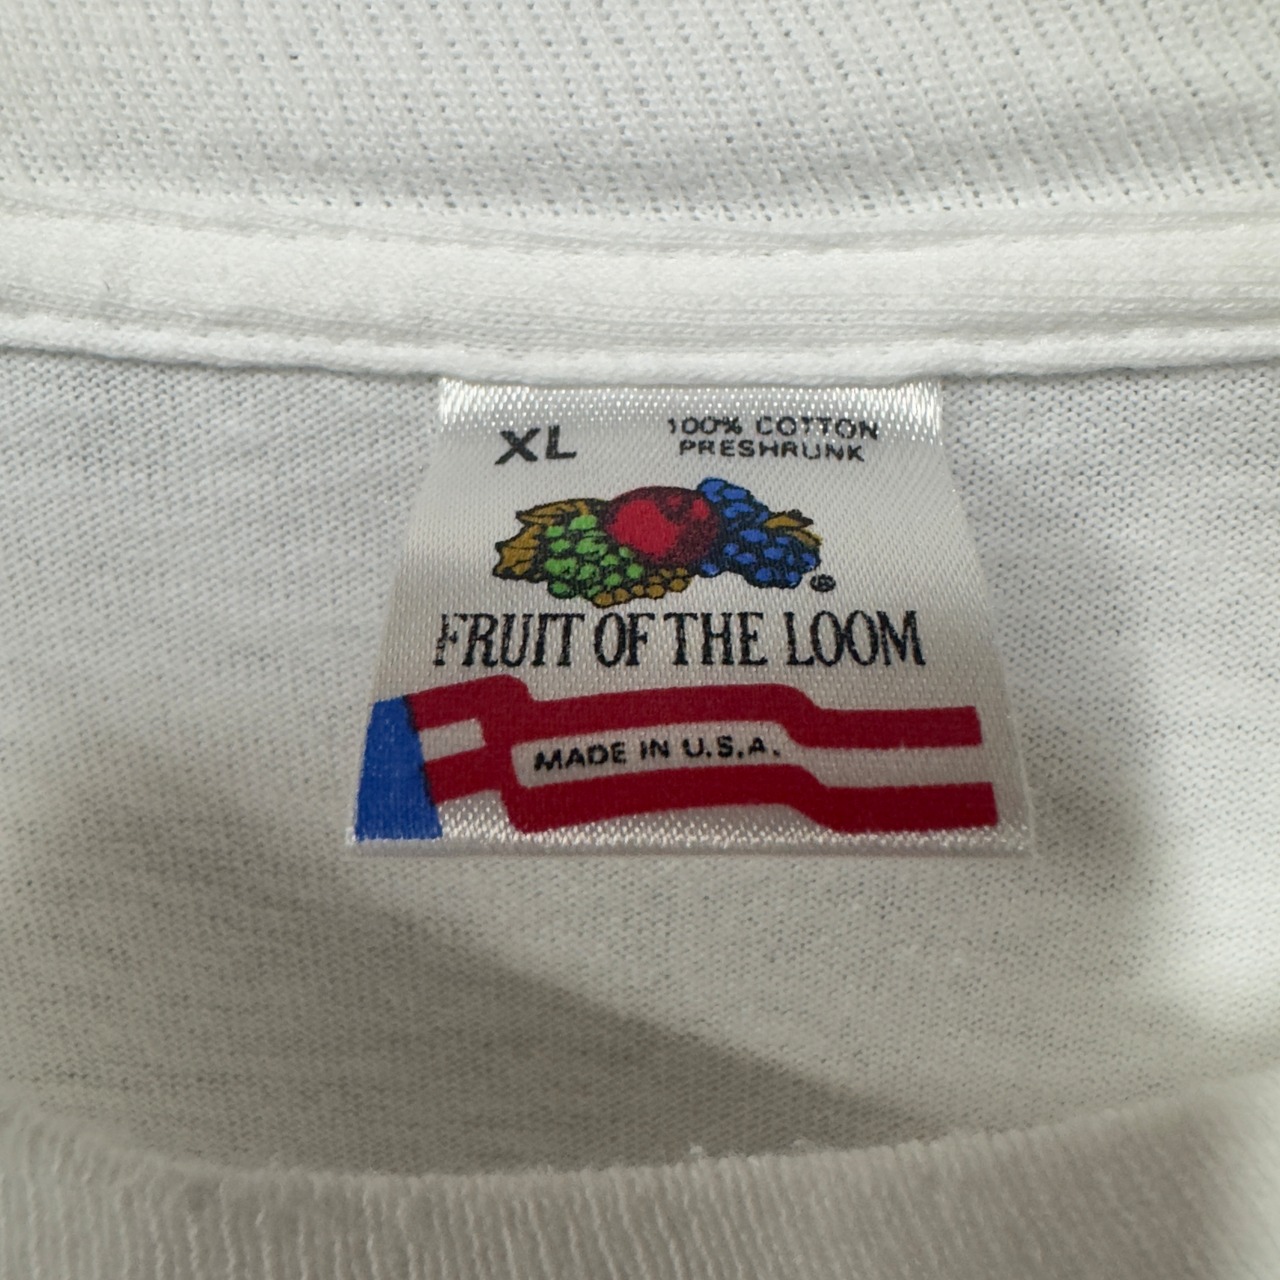 XL
100% COTTON
PRESHRUNK
®
FRUIT OF THE LOOM
MADE IN U.S.A.